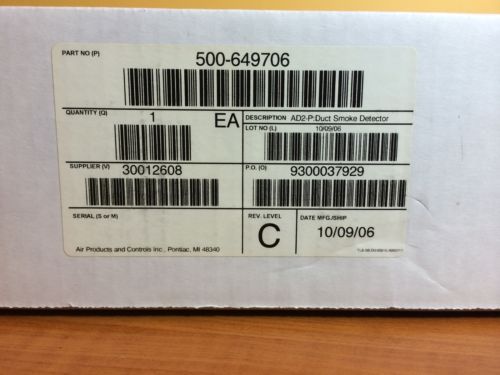 PART NO (P)
500-649706
QUANTITY (Q)
1
EA
DESCRIPTION AD2-P:Duct Smoke Detector
LOT NO (L)
10/09/06
SUPPLIER (V)
30012608
P.O. (O)
9300037929
SERIAL (S or M)
REV. LEVEL
C
DATE MFG./SHIP
10/09/06
Air Products and Controls Inc., Pontiac, MI 48340